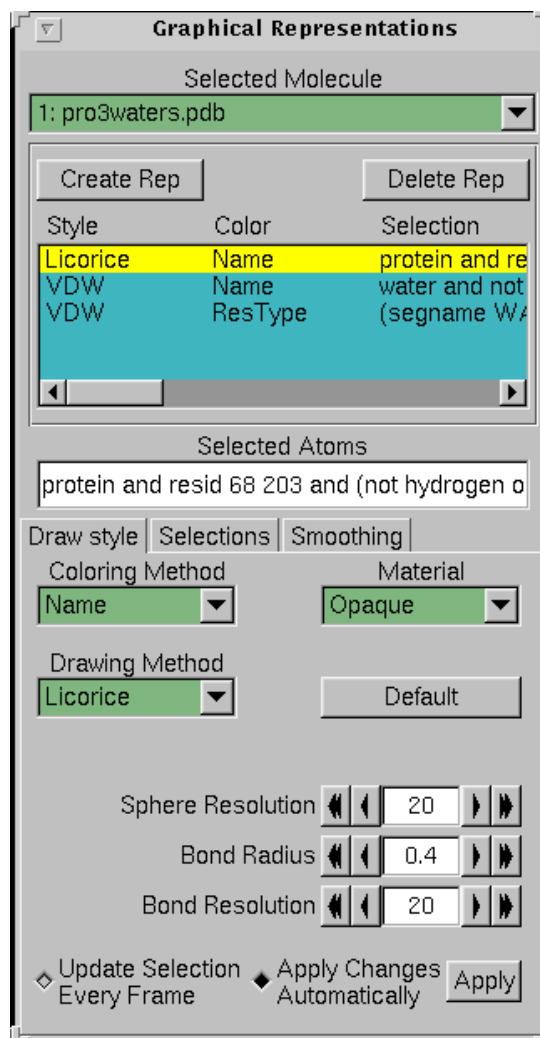 Graphical Representations
Selected Molecule
1: pro3waters.pdb
Create Rep Delete Rep
Style Color Selection
Licorice Name protein and re
VDW Name water and not
VDW ResType (segname WA
Selected Atoms
protein and resid 68 203 and (not hydrogen o
Draw style Selections Smoothing
Coloring Method Material
Name Opaque
Drawing Method
Licorice Default
Sphere Resolution 20
Bond Radius 0.4
Bond Resolution 20
Update Selection Every Frame Apply Changes Automatically Apply